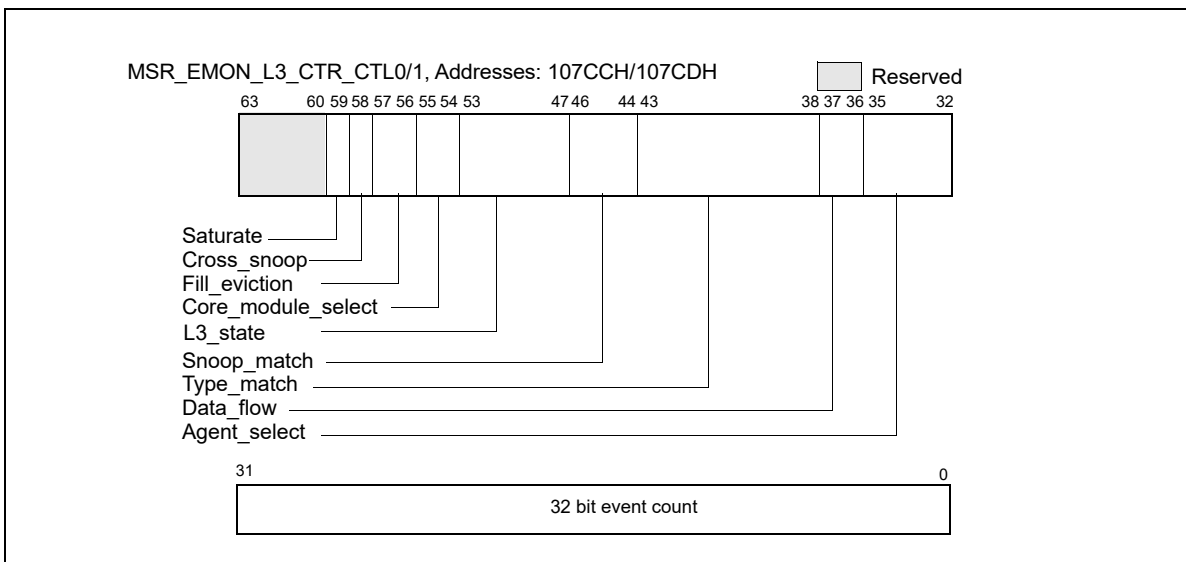 MSR_EMON_L3_CTR_CTL0/1, Addresses: 107CCH/107CDH
Reserved
63 60 59 58 57 56 55 54 53 47 46 44 43 38 37 36 35 32
Saturate
Cross_snoop
Fill_eviction
Core_module_select
L3_state
Snoop_match
Type_match
Data_flow
Agent_select
31 0
32 bit event count